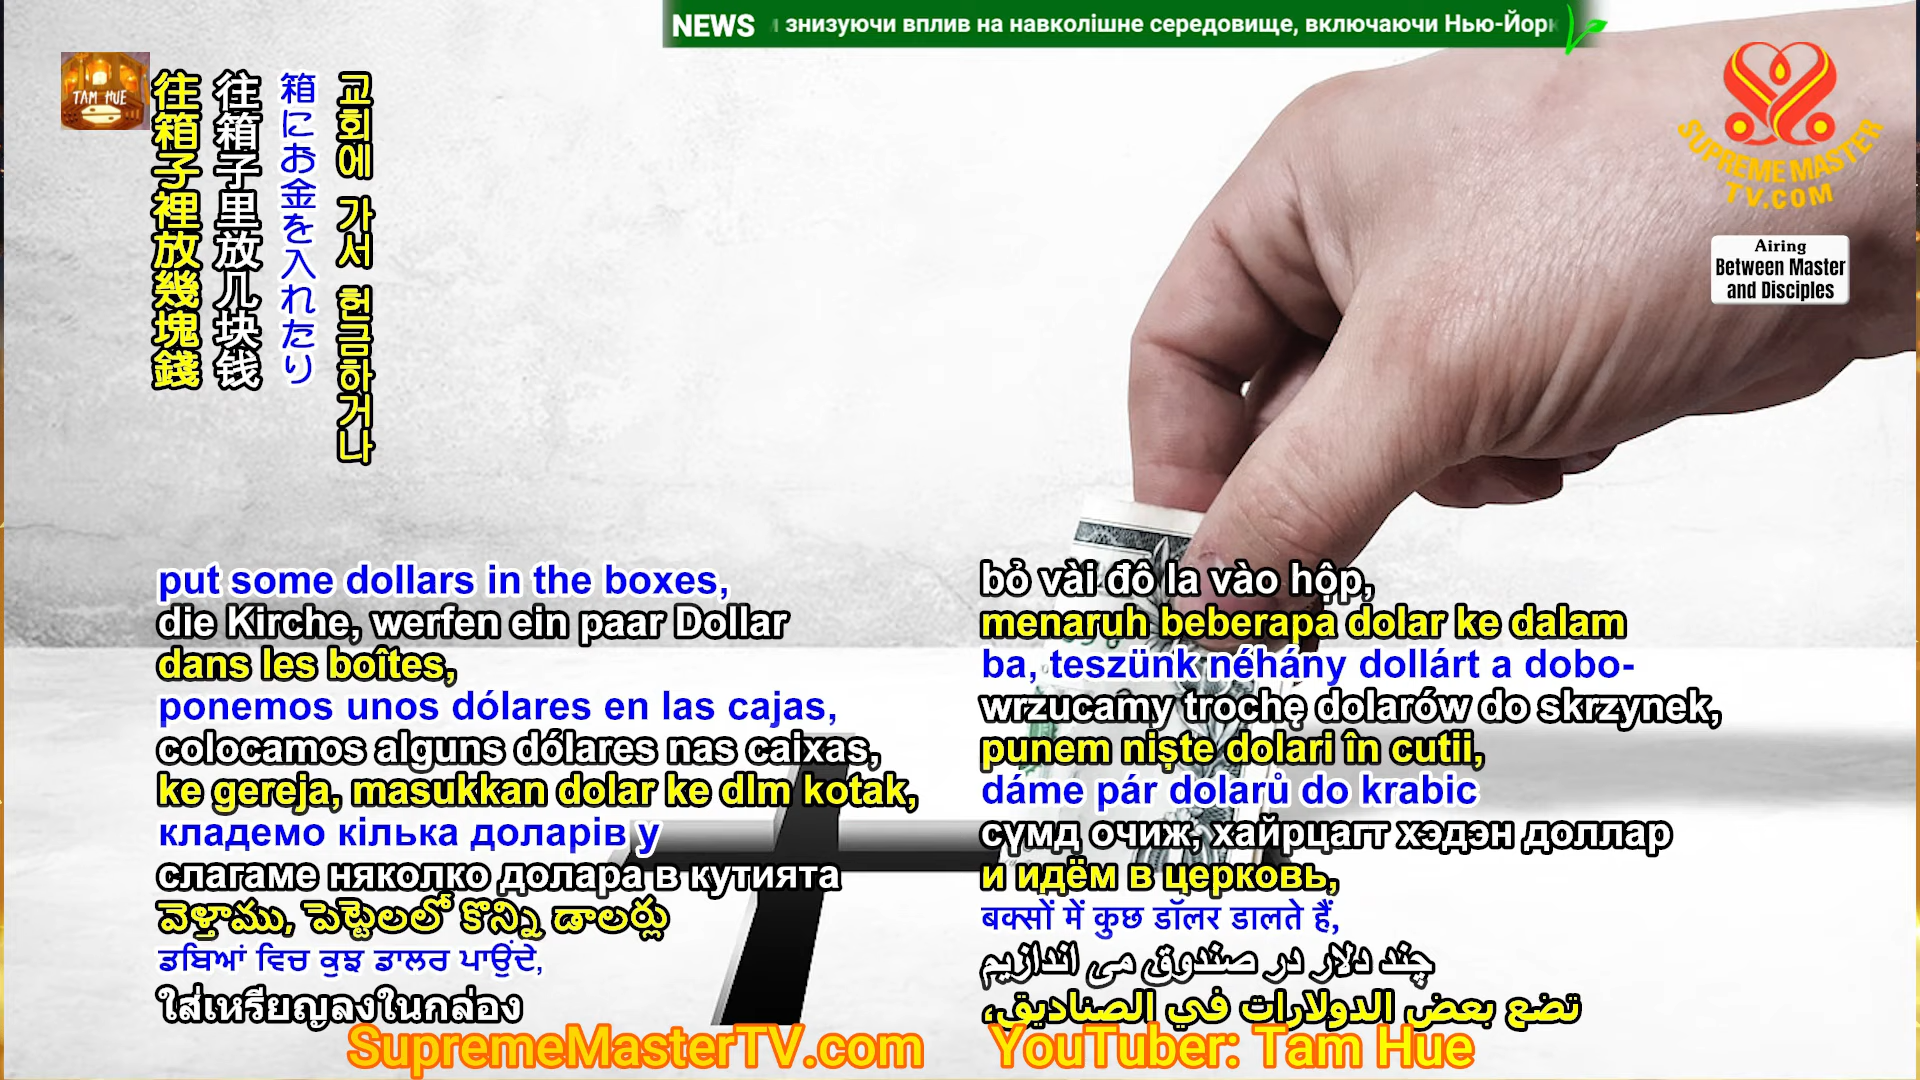 NEWS знизуючи вплив на навколішнє середовище, включаючи Нью-Йорк
TAM HUE
往箱子裡放幾塊錢
往箱子里放几块钱
箱にお金を入れたり
교회에 가서 헌금하거나
SUPREME MASTER
TV.COM
Airing
Between Master
and Disciples
put some dollars in the boxes,
die Kirche, werfen ein paar Dollar
dans les boîtes,
ponemos unos dólares en las cajas,
colocamos alguns dólares nas caixas,
ke gereja, masukkan dolar ke dlm kotak,
кладемо кілька доларів у
слагаме няколко долара в кутията
వెళ్తాము, పెట్టెలలో కొన్ని డాలర్లు
ਡਬਿਆਂ ਵਿਚ ਕੁਝ ਡਾਲਰ ਪਾਉਂਦੇ,
ใส่เหรียญลงในกล่อง
bỏ vài đô la vào hộp,
menaruh beberapa dolar ke dalam
ba, teszünk néhány dollárt a dobo-
wrzucamy trochę dolarów do skrzynek,
punem niște dolari în cutii,
dáme pár dolarů do krabic
сүмд очиж, хайрцагт хэдэн доллар
и идём в церковь,
बक्सों में कुछ डॉलर डालते हैं,
چند دلار در صندوق می اندازیم
تضع بعض الدولارات في الصناديق،
SupremeMasterTV.com
YouTuber: Tam Hue